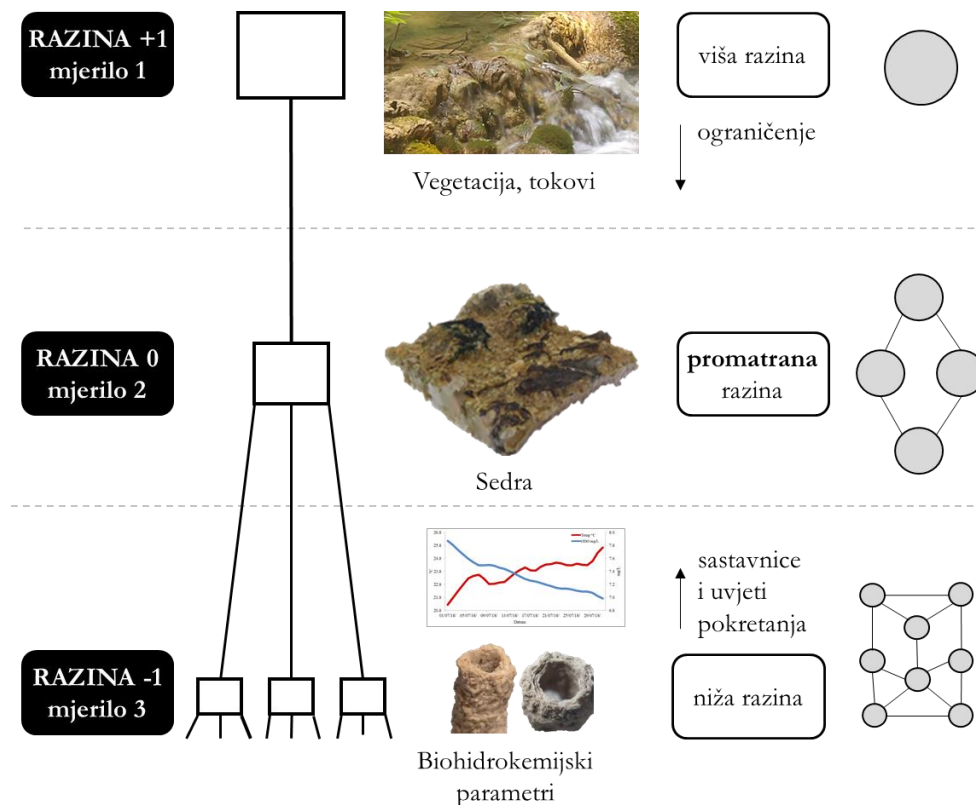 RAZINA +1
mjerilo 1
Vegetacija, tokovi
viša razina
ograničenje
RAZINA 0
mjerilo 2
Sedra
promatrana
razina
RAZINA -1
mjerilo 3
Biohidrokemijski
parametri
sastavnice
i uvjeti
pokretanja
niža razina